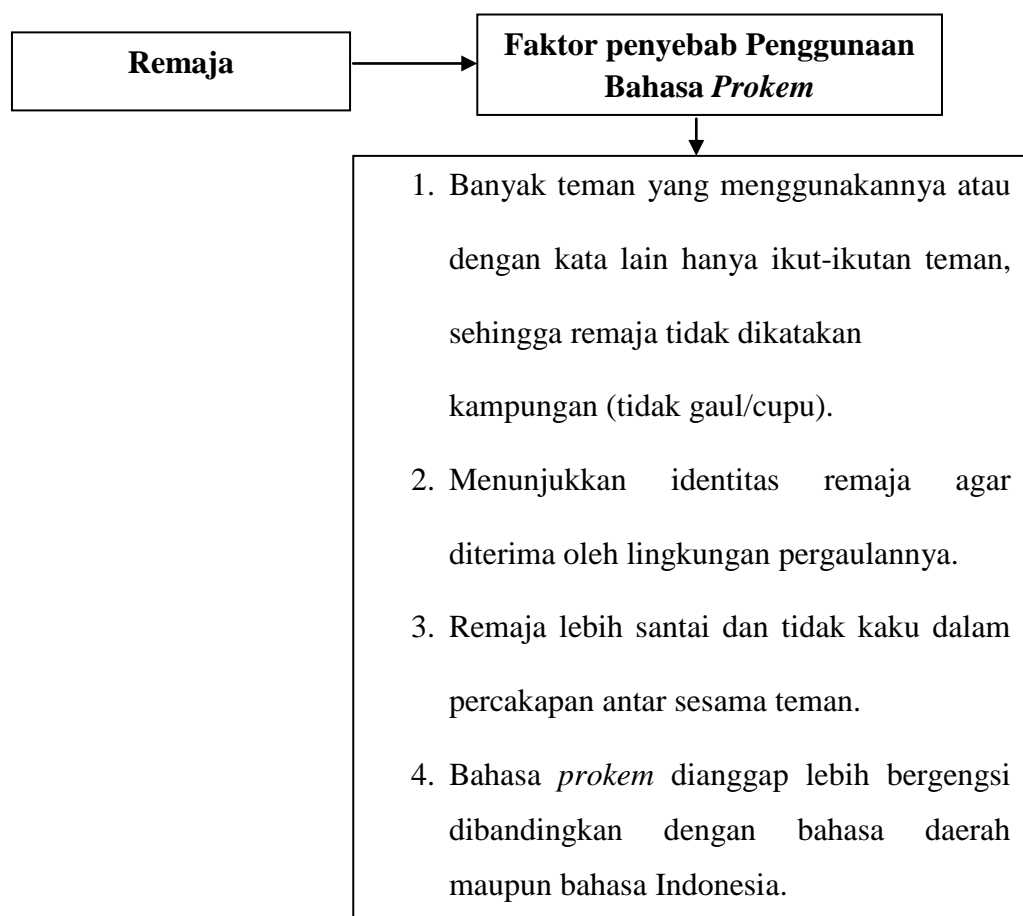 Remaja
Faktor penyebab Penggunaan
Bahasa Prokem
1. Banyak teman yang menggunakannya atau
dengan kata lain hanya ikut-ikutan teman,
sehingga remaja tidak dikatakan
kampungan (tidak gaul/cupu).
2. Menunjukkan identitas remaja agar
diterima oleh lingkungan pergaulannya.
3. Remaja lebih santai dan tidak kaku dalam
percakapan antar sesama teman.
4. Bahasa prokem dianggap lebih bergengsi
dibandingkan dengan bahasa daerah
maupun bahasa Indonesia.